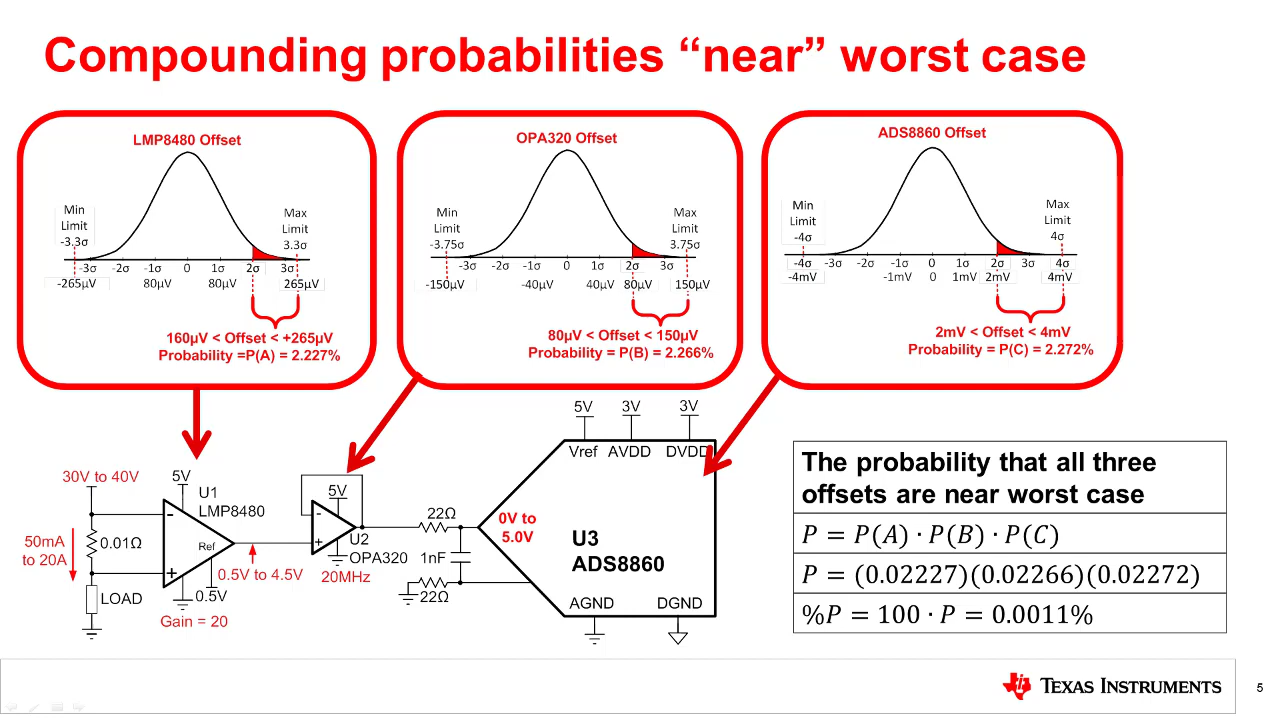 Compounding probabilities “near” worst case
LMP8480 Offset
Min
Limit
-3.3σ
Max
Limit
3.3σ
-3σ -2σ -1σ 0 1σ 2σ 3σ
-265µV 80µV 80µV 265µV
160µV < Offset < +265µV
Probability =P(A) = 2.227%
OPA320 Offset
Min
Limit
-3.75σ
Max
Limit
3.75σ
-3σ -2σ -1σ 0 1σ 2σ 3σ
-150µV -40µV 40µV 80µV 150µV
80µV < Offset < 150µV
Probability = P(B) = 2.266%
ADS8860 Offset
Min
Limit
-4σ
Max
Limit
4σ
-4σ -3σ -2σ -1σ 0 1σ 2σ 3σ 4σ
-4mV -1mV 0 1mV 2mV 4mV
2mV < Offset < 4mV
Probability = P(C) = 2.272%
30V to 40V
50mA
to 20A
0.01Ω
LOAD
5V
U1
LMP8480
-
+
Ref
0.5V
Gain = 20
0.5V to 4.5V
5V
-
+
U2
OPA320
20MHz
22Ω
1nF
22Ω
5V 3V 3V
Vref AVDD DVDD
0V to
5.0V
U3
ADS8860
AGND DGND
The probability that all three
offsets are near worst case
P = P(A) · P(B) · P(C)
P = (0.02227)(0.02266)(0.02272)
%P = 100 · P = 0.0011%
TEXAS INSTRUMENTS
5